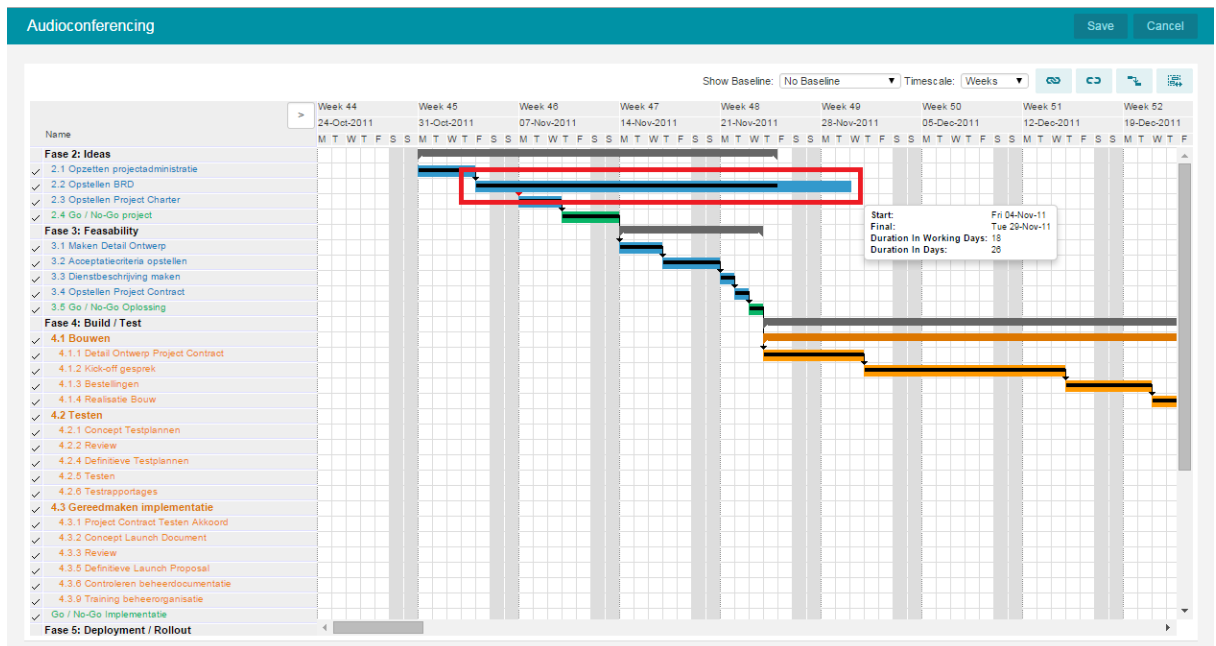 Audioconferencing Save Cancel
Show Baseline: No Baseline Timescale: Weeks
> Week 44 Week 45 Week 46 Week 47 Week 48 Week 49 Week 50 Week 51 Week 52
24-Oct-2011 31-Oct-2011 07-Nov-2011 14-Nov-2011 21-Nov-2011 28-Nov-2011 05-Dec-2011 12-Dec-2011 19-Dec-2011
Name M T W T F S S M T W T F S S M T W T F S S M T W T F S S M T W T F S S M T W T F S S M T W T F S S M T W T F S S M T W T F
Fase 2: Ideas
2.1 Opzetten projectadministratie
2.2 Opstellen BRD
2.3 Opstellen Project Charter
2.4 Go / No-Go project
Fase 3: Feasability
3.1 Maken Detail Ontwerp
3.2 Acceptatiecriteria opstellen
3.3 Dienstbeschrijving maken
3.4 Opstellen Project Contract
3.5 Go / No-Go Oplossing
Start: Fri 04-Nov-11
Final: Tue 29-Nov-11
Duration In Working Days: 18
Duration In Days: 26
Fase 4: Build / Test
4.1 Bouwen
4.1.1 Detail Ontwerp Project Contract
4.1.2 Kick-off gesprek
4.1.3 Bestellingen
4.1.4 Realisatie Bouw
4.2 Testen
4.2.1 Concept Testplannen
4.2.2 Review
4.2.4 Definitieve Testplannen
4.2.5 Testen
4.2.6 Testrapportages
4.3 Gereedmaken implementatie
4.3.1 Project Contract Testen Akkoord
4.3.2 Concept Launch Document
4.3.3 Review
4.3.5 Definitieve Launch Proposal
4.3.6 Controleren beheerdocumentatie
4.3.9 Training beheerorganisatie
Go / No-Go Implementatie
Fase 5: Deployment / Rollout